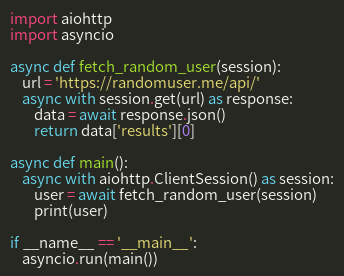 import aiohttp
import asyncio

async def fetch_random_user(session):
    url = 'https://randomuser.me/api/'
    async with session.get(url) as response:
        data = await response.json()
        return data['results'][0]

async def main():
    async with aiohttp.ClientSession() as session:
        user = await fetch_random_user(session)
        print(user)

if __name__ == '__main__':
    asyncio.run(main())